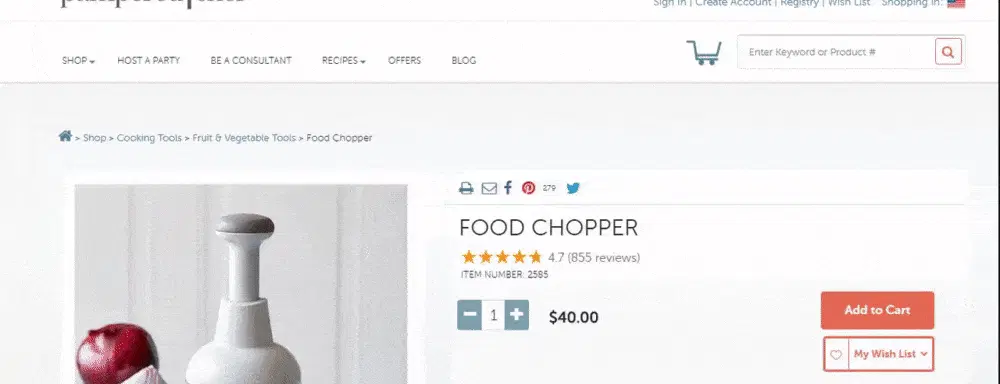 Sign In | Create Account | Registry | Wish List Shopping In:
SHOP HOST A PARTY BE A CONSULTANT RECIPES OFFERS BLOG
Enter Keyword or Product #
> Shop > Cooking Tools > Fruit & Vegetable Tools > Food Chopper
279
FOOD CHOPPER
4.7 (855 reviews)
ITEM NUMBER: 2585
1 $40.00
Add to Cart
My Wish List